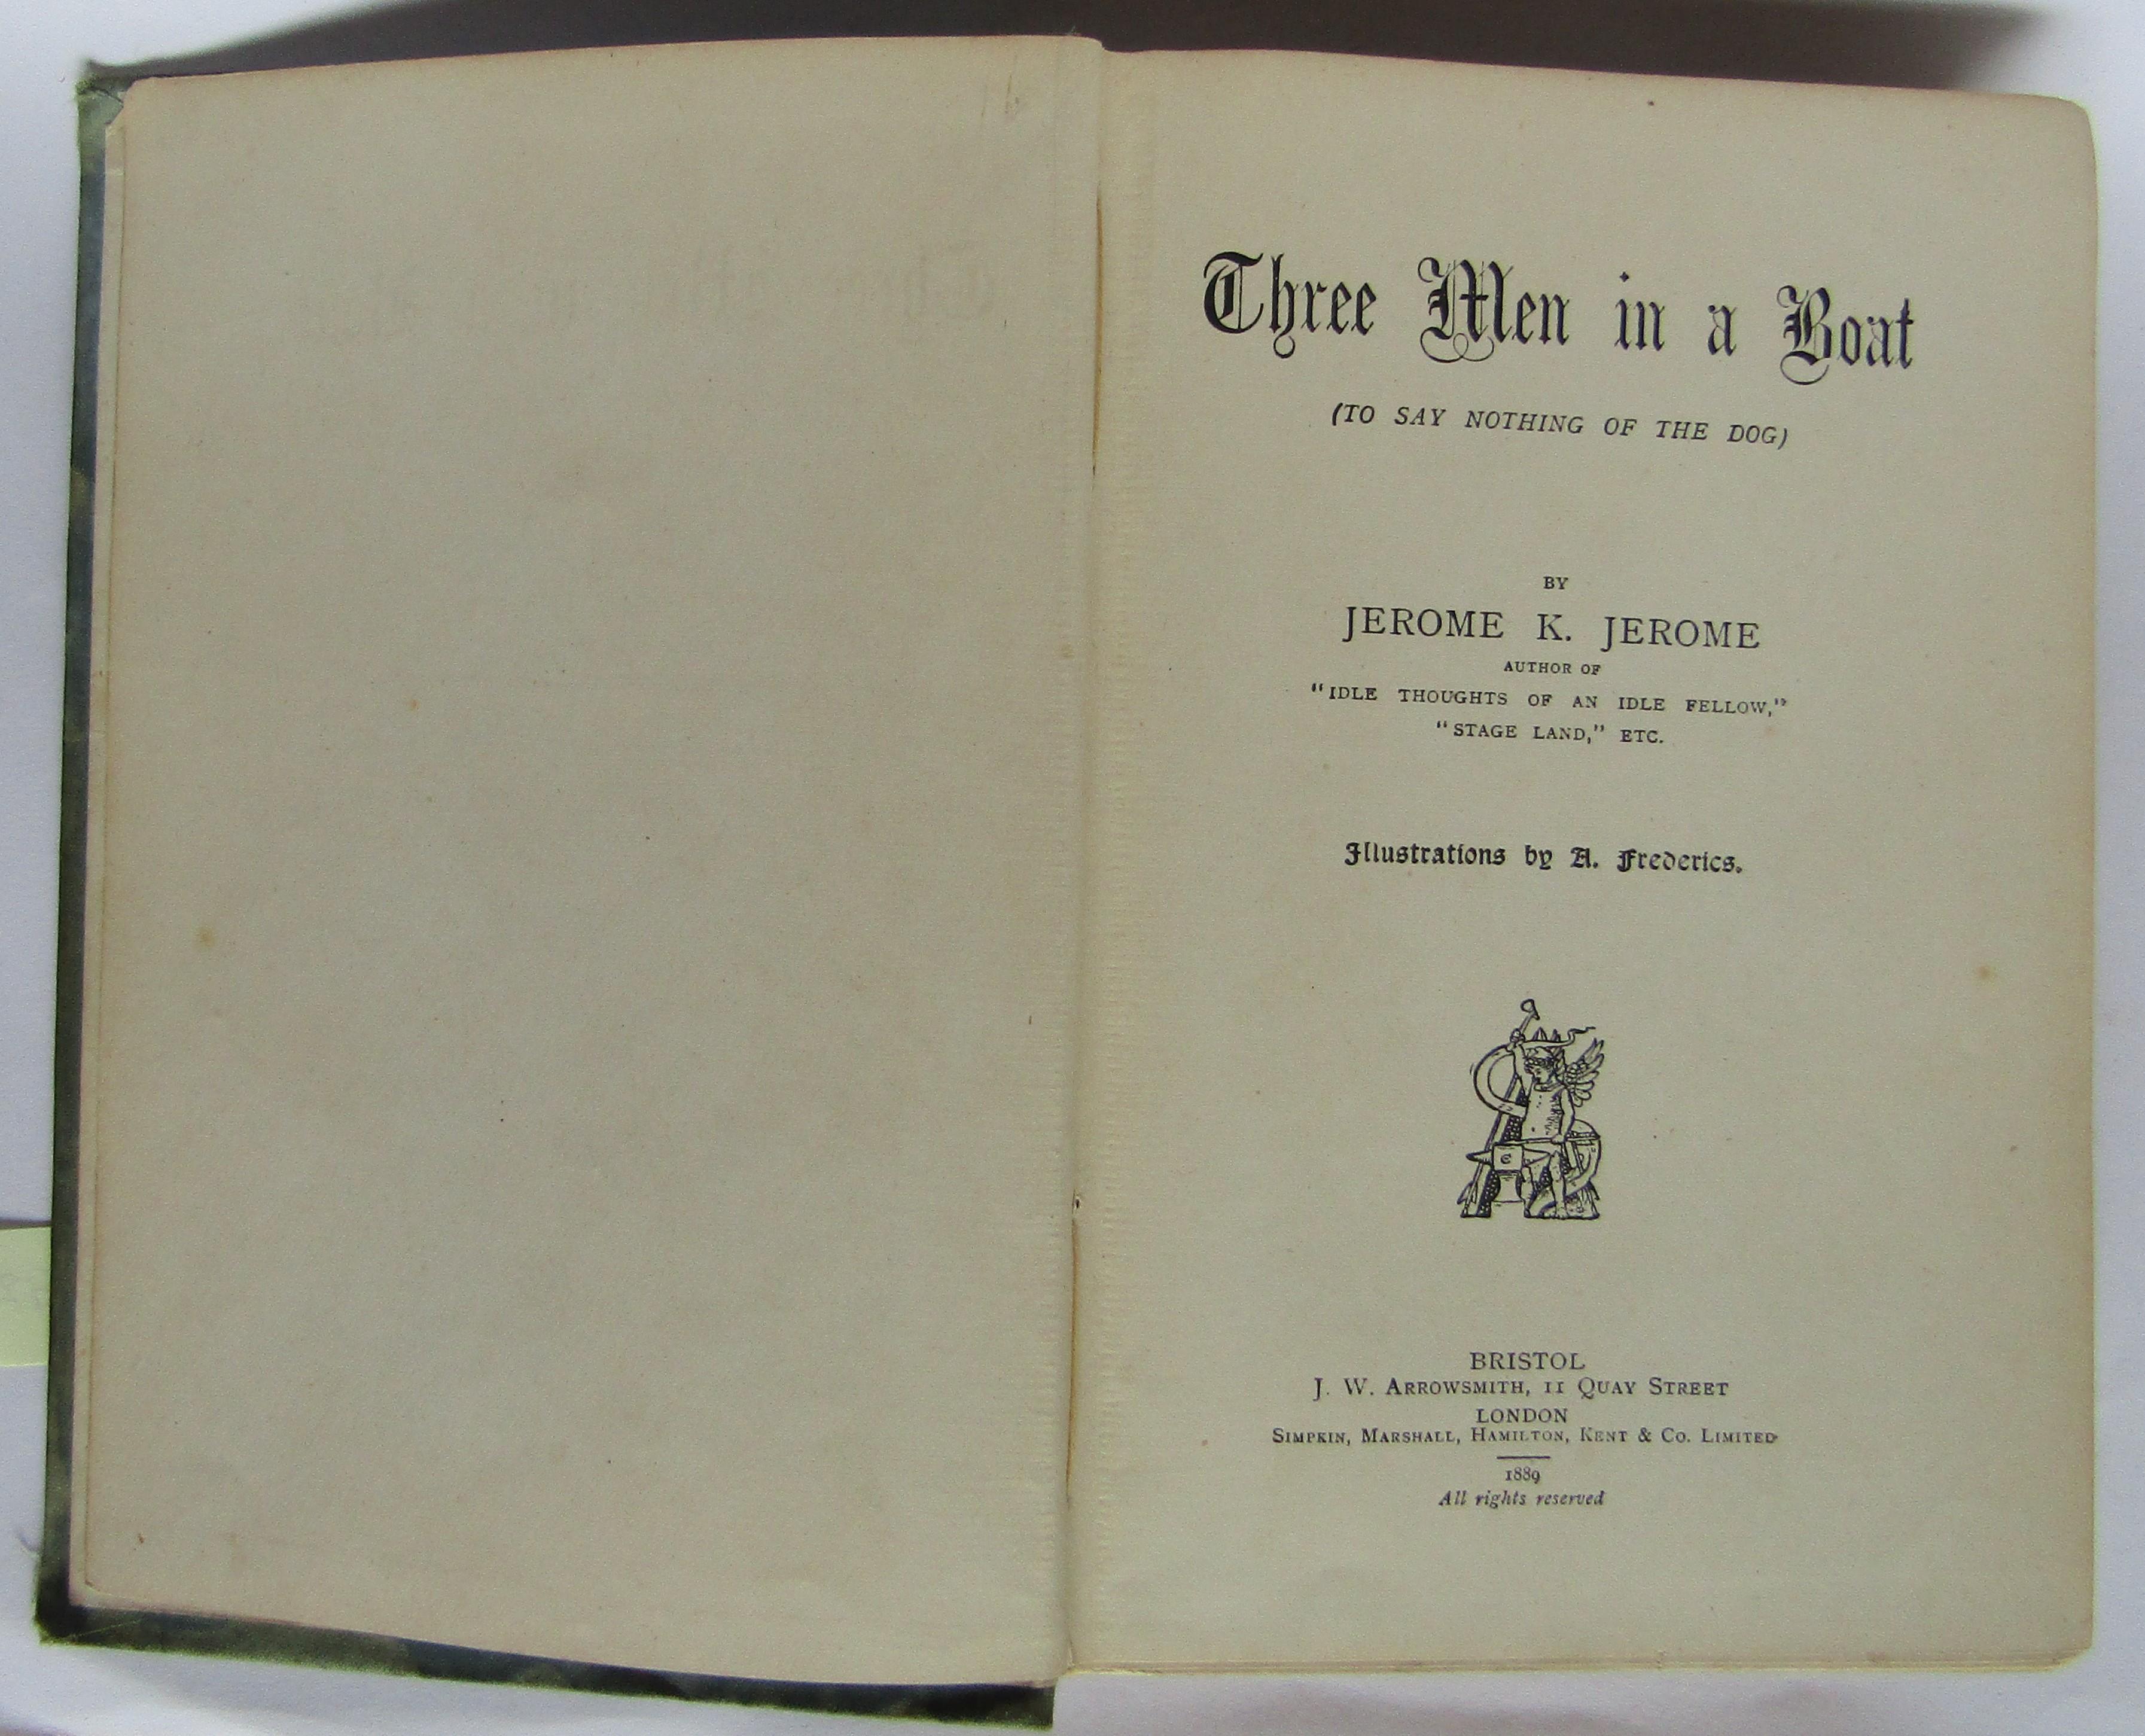 Three Men in a Boat
(TO SAY NOTHING OF THE DOG)
BY
JEROME K. JEROME
AUTHOR OF
"IDLE THOUGHTS OF AN IDLE FELLOW,"
"STAGE LAND," ETC.
Illustrations by A. Frederics.
BRISTOL
J. W. ARROWSMITH, 11 QUAY STREET
LONDON
SIMPKIN, MARSHALL, HAMILTON, KENT & CO. LIMITED
1889
All rights reserved